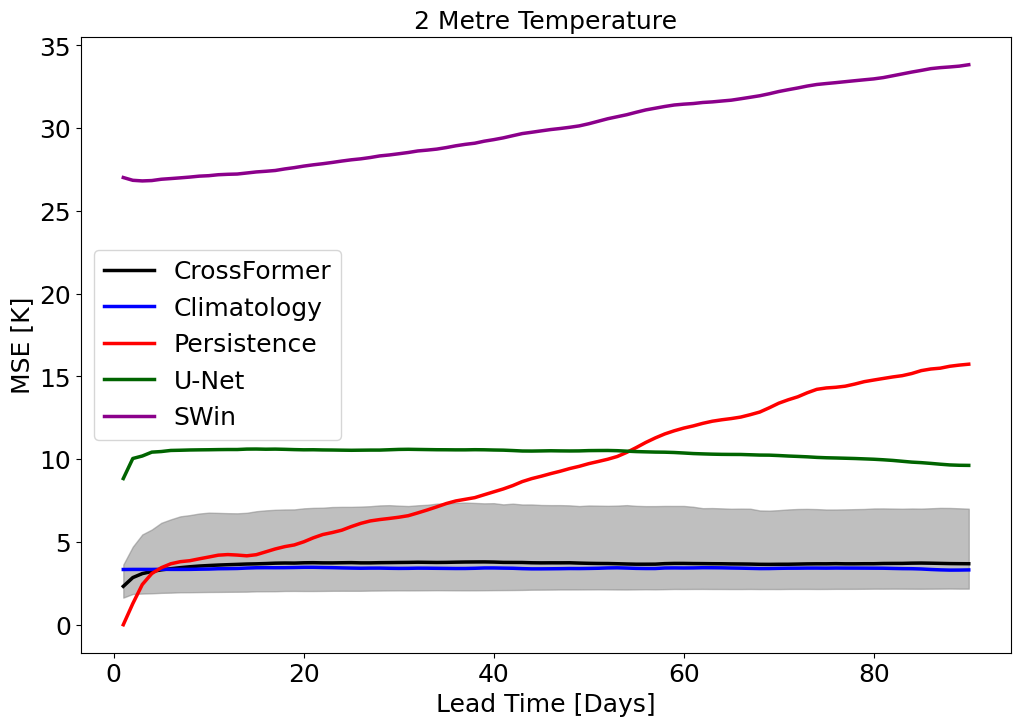 2 Metre Temperature
35
30
25
20
15
10
5
0
MSE [K]
CrossFormer
Climatology
Persistence
U-Net
SWin
0 20 40 60 80
Lead Time [Days]